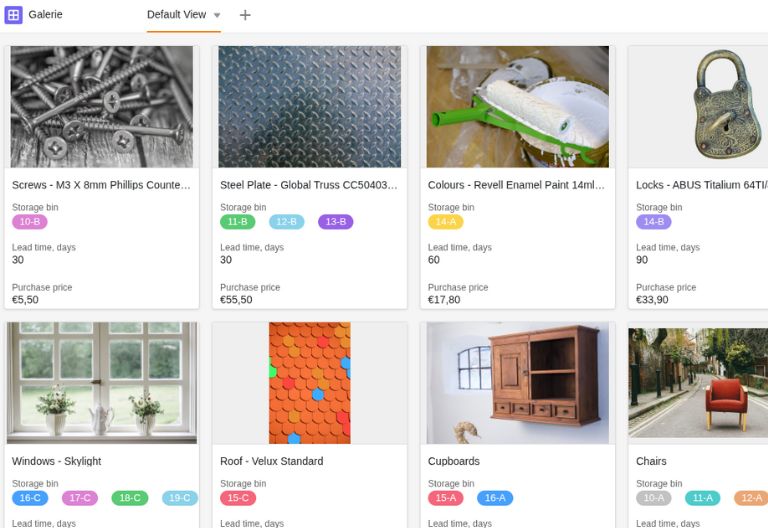 Galerie
Default View
Screws - M3 X 8mm Phillips Counte...
Storage bin
10-B
Lead time, days
30
Purchase price
€5,50
Steel Plate - Global Truss CC50403...
Storage bin
11-B 12-B 13-B
Lead time, days
30
Purchase price
€55,50
Colours - Revell Enamel Paint 14ml...
Storage bin
14-A
Lead time, days
60
Purchase price
€17,80
Locks - ABUS Titalium 64TI/
Storage bin
14-B
Lead time, days
90
Purchase price
€33,90
Windows - Skylight
Storage bin
16-C 17-C 18-C 19-C
Lead time, days
Roof - Velux Standard
Storage bin
15-C
Lead time, days
Cupboards
Storage bin
15-A 16-A
Lead time, days
Chairs
Storage bin
10-A 11-A 12-A
Lead time, days